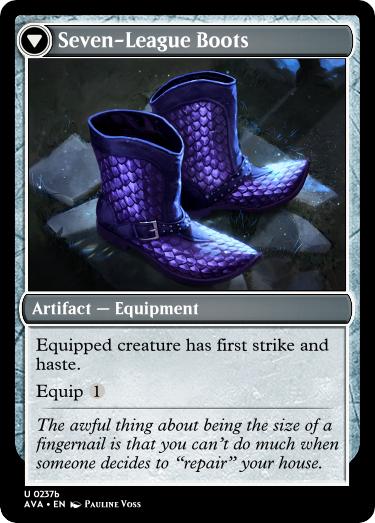 Seven-League Boots
Artifact — Equipment
Equipped creature has first strike and
haste.
Equip 1
The awful thing about being the size of a
fingernail is that you can't do much when
someone decides to “repair” your house.
U 0237b
AVA • EN Pauline Voss